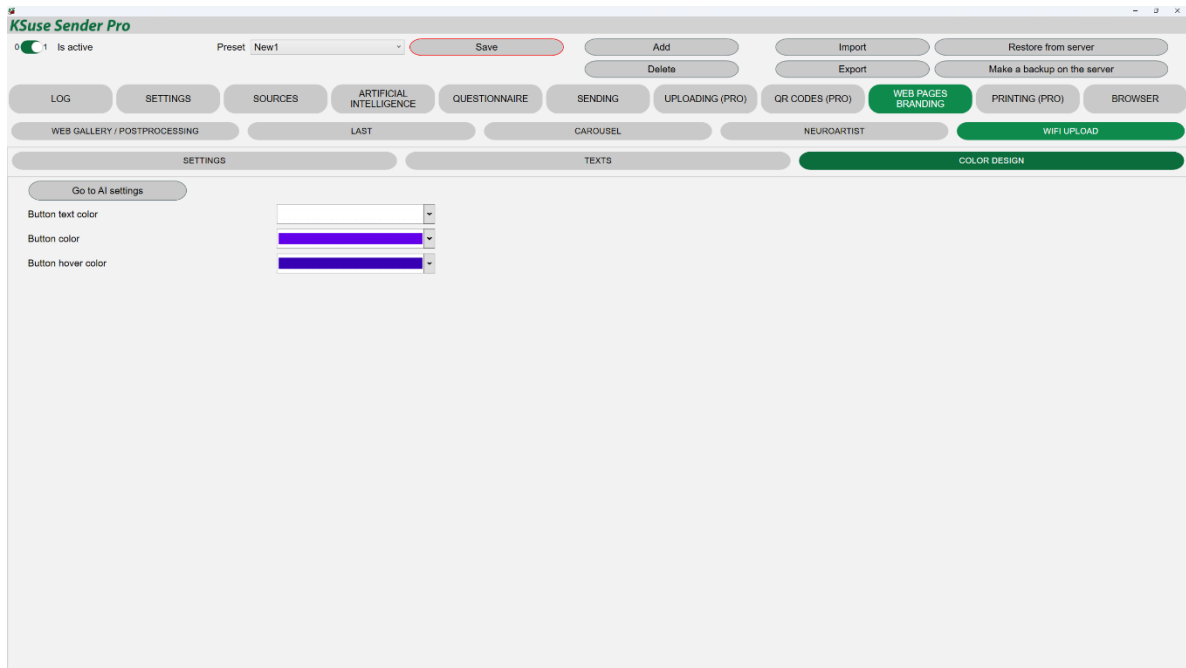 KSuse Sender Pro
0 1 Is active Preset New1 Save Add Import Restore from server
Delete Export Make a backup on the server
LOG SETTINGS SOURCES ARTIFICIAL INTELLIGENCE QUESTIONNAIRE SENDING UPLOADING (PRO) QR CODES (PRO) WEB PAGES BRANDING PRINTING (PRO) BROWSER
WEB GALLERY / POSTPROCESSING LAST CAROUSEL NEUROARTIST WIFI UPLOAD
SETTINGS TEXTS COLOR DESIGN
Go to AI settings
Button text color
Button color
Button hover color